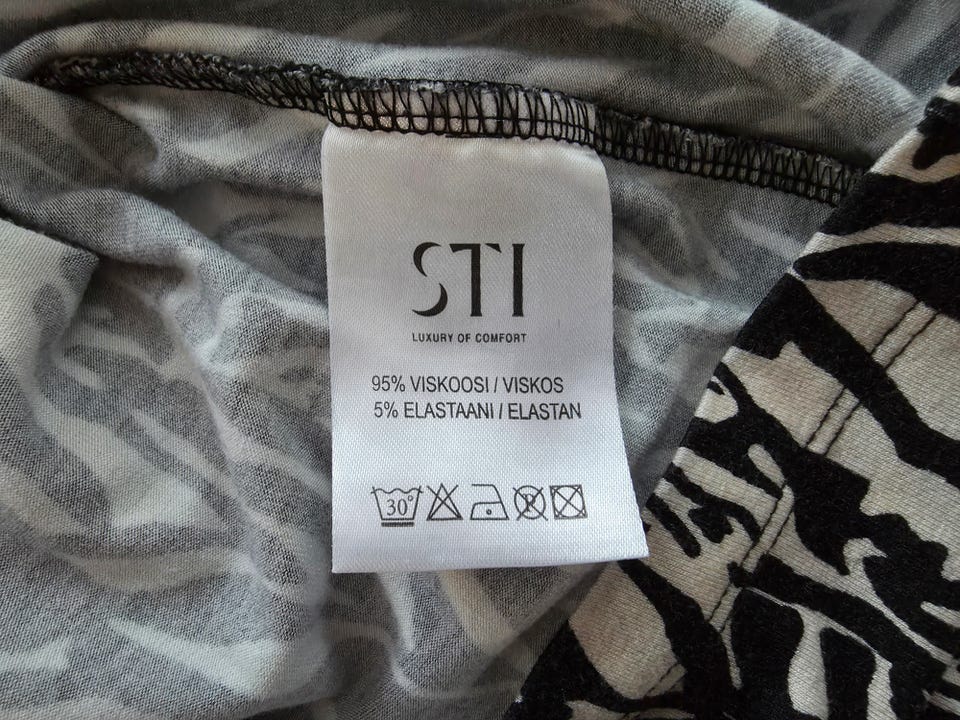 STI
LUXURY OF COMFORT
95% VISKOOSI / VISKOS
5% ELASTAANI / ELASTAN
30° P